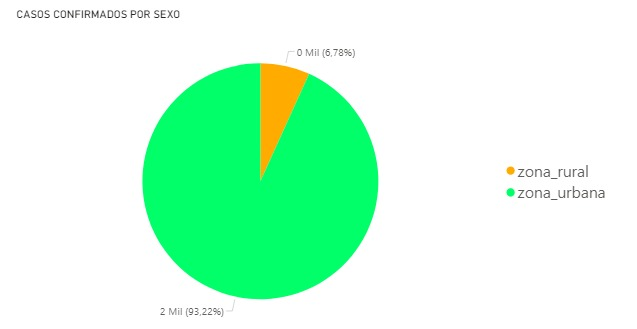 CASOS CONFIRMADOS POR SEXO
0 Mil (6,78%)
zona_rural
zona_urbana
2 Mil (93,22%)